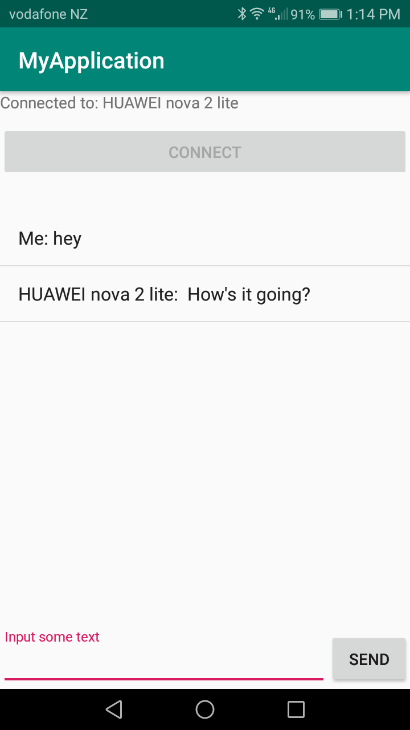 vodafone NZ 4G 91% 1:14 PM
MyApplication
Connected to: HUAWEI nova 2 lite
CONNECT
Me: hey
HUAWEI nova 2 lite:  How's it going?
Input some text
SEND